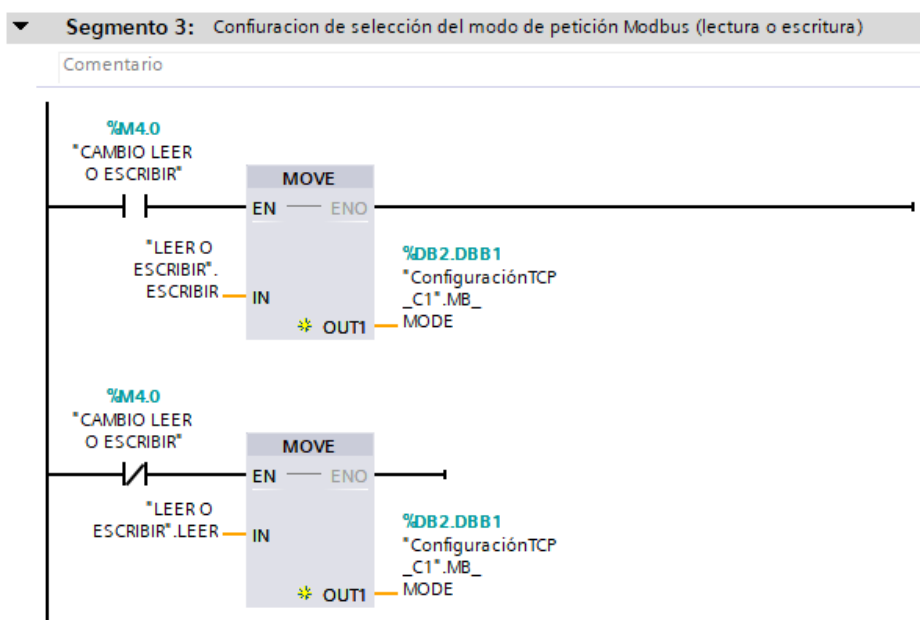 Segmento 3: Confiuracion de selección del modo de petición Modbus (lectura o escritura)
Comentario
%M4.0
"CAMBIO LEER
O ESCRIBIR"
MOVE
EN
ENO
"LEER O
ESCRIBIR".
ESCRIBIR
IN
OUT1
%DB2.DBB1
"ConfiguraciónTCP
_C1".MB_
MODE
%M4.0
"CAMBIO LEER
O ESCRIBIR"
MOVE
EN
ENO
"LEER O
ESCRIBIR".LEER
IN
OUT1
%DB2.DBB1
"ConfiguraciónTCP
_C1".MB_
MODE